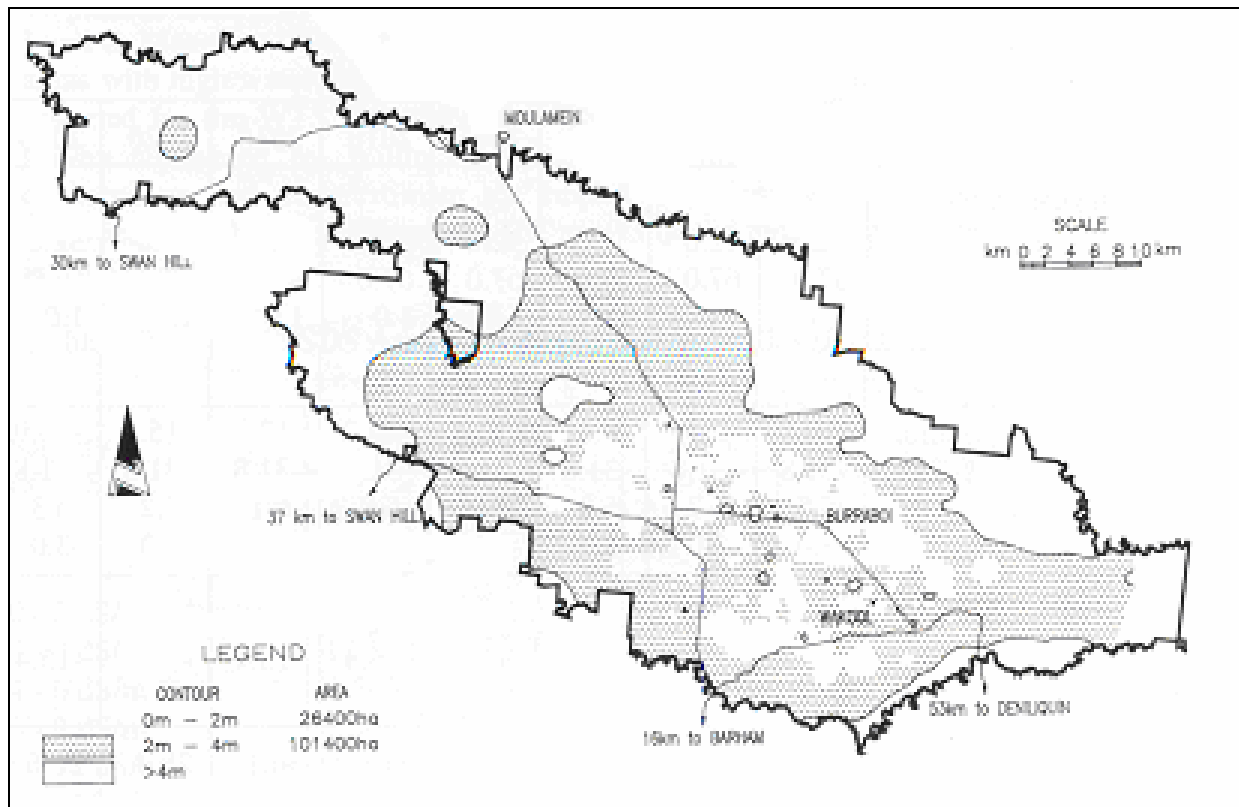 MOULAMEIN
SCALE
km 0 2 4 6 8 10 km
30km to SWAN HILL
37 km to SWAN HILL
BURRABOI
WAKOOL
LEGEND
53km to DENILIQUIN
CONTOUR AREA
0m - 2m 26400ha
16km to BARHAM
2m - 4m 101400ha
>4m